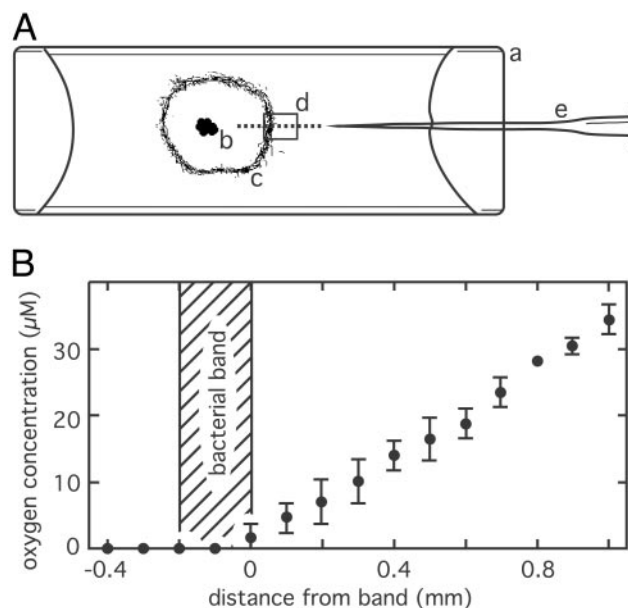 A
a
d
e
b
c
B
oxygen concentration (µM)
30
20
10
0
bacterial band
-0.4
0
0.4
0.8
distance from band (mm)